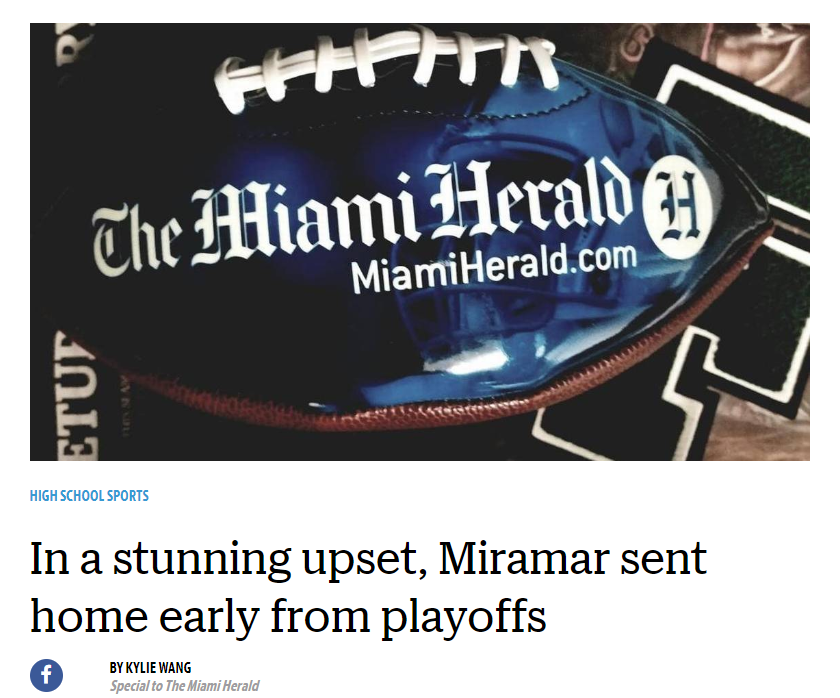 The Miami Herald H
MiamiHerald.com
ETUR
HIGH SCHOOL SPORTS
In a stunning upset, Miramar sent
home early from playoffs
f
BY KYLIE WANG
Special to The Miami Herald